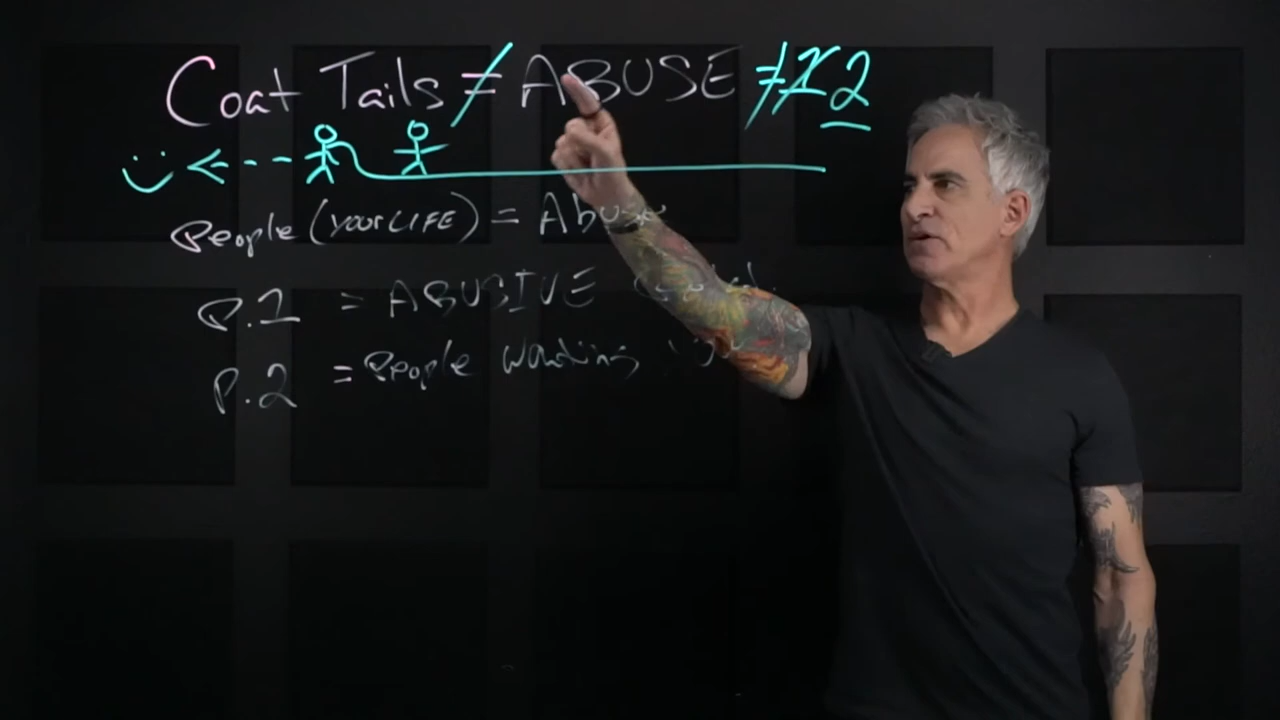 Coat Tails ≠ ABUSE ≠ 2
People (YOUR LIFE) = Abuse
P.1 = ABUSIVE
P.2 = People wanting